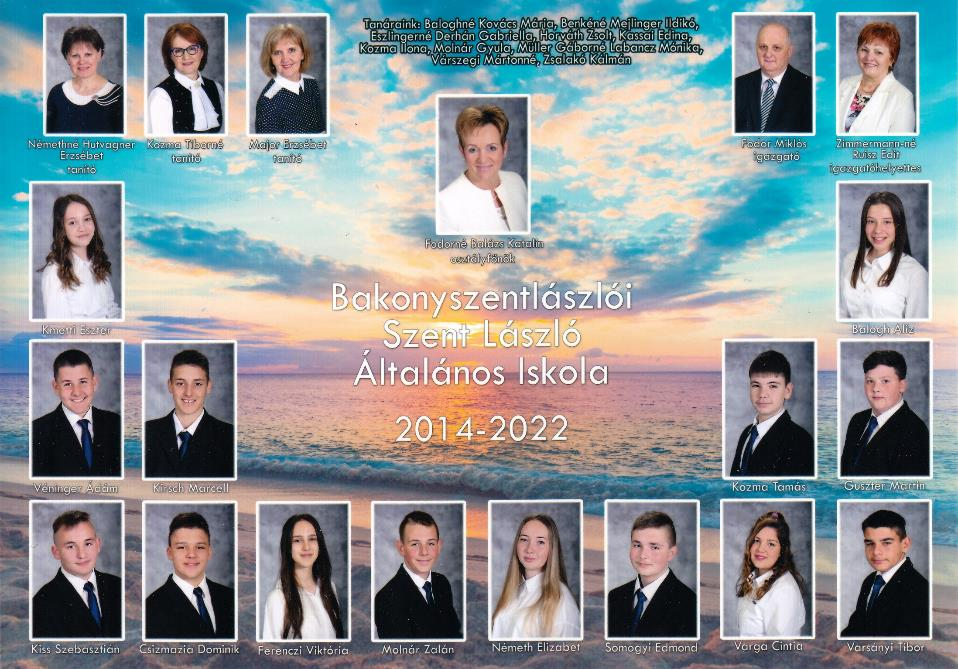 Tanáraink: Baloghné Kovács Mária, Benkéné Mejlinger Ildikó,
Eszlingerné Derhán Gabriella, Horváth Zsolt, Kassai Edina,
Kozma Ilona, Molnár Gyula, Müller Gáborné Labancz Mónika,
Várszegi Mártonné, Zsalakó Kálmán
Némethné Hutvagner
Erzsébet
tanító
Kozma Tiborné
tanító
Major Erzsébet
tanító
Fodor Miklós
igazgató
Zimmermann-né
Ruisz Edit
igazgatóhelyettes
Fodorné Balázs Katalin
osztályfőnök
Kmetti Eszter
Balogh Alíz
Bakonyszentlászlói
Szent László
Általános Iskola
2014-2022
Véninger Ádám
Kirsch Marcell
Kozma Tamás
Guszter Martin
Kiss Szebasztián
Csizmazia Dominik
Ferenczi Viktória
Molnár Zalán
Németh Elizabet
Somogyi Edmond
Varga Cintia
Varsányi Tibor